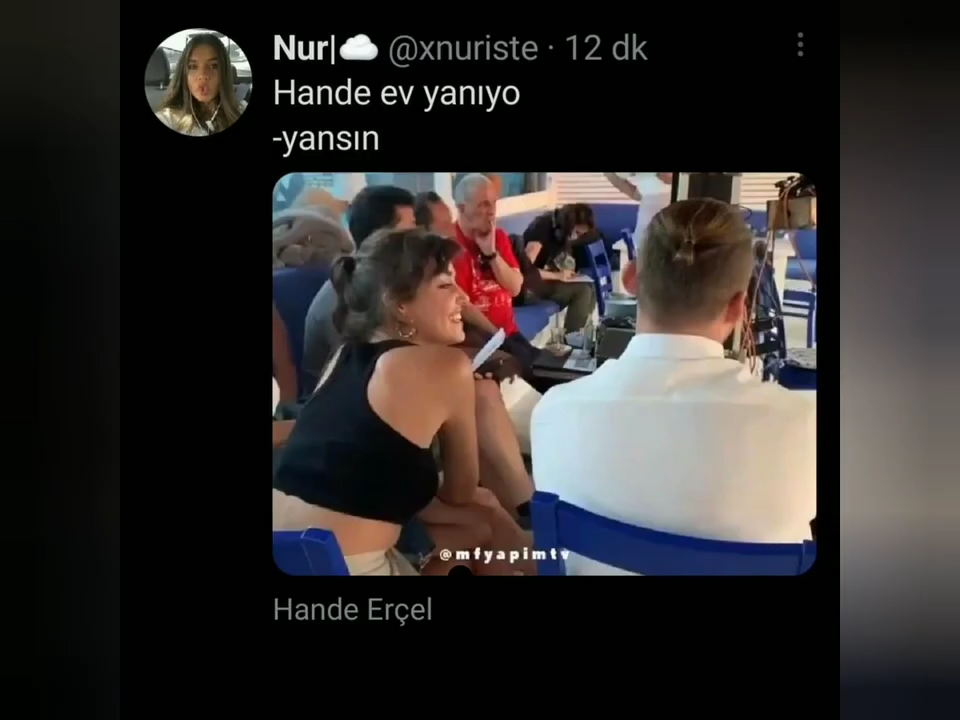 Nur|☁️ @xnuriste · 12 dk
Hande ev yanıyo
-yansın
@mfyapimtv
Hande Erçel